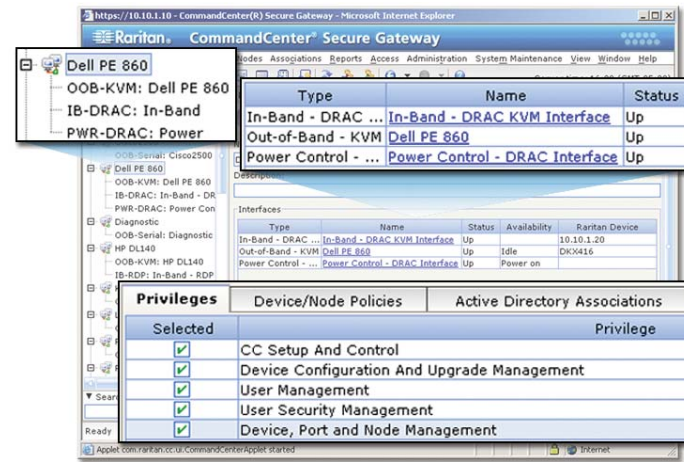 https://10.10.1.10 - CommandCenter(R) Secure Gateway - Microsoft Internet Explorer
Raritan. CommandCenter® Secure Gateway
Nodes Associations Reports Access Administration System Maintenance View Window Help
Dell PE 860
OOB-KVM: Dell PE 860
IB-DRAC: In-Band
PWR-DRAC: Power
Type Name Status
In-Band - DRAC ... In-Band - DRAC KVM Interface Up
Out-of-Band - KVM Dell PE 860 Up
Power Control - ... Power Control - DRAC Interface Up
OOB-Serial: Cisco2500
Dell PE 860
OOB-KVM: Dell PE 860
IB-DRAC: In-Band - DR
PWR-DRAC: Power Con
Diagnostic
OOB-Serial: Diagnostic
HP DL140
OOB-KVM: HP DL140
IB-RDP: In-Band - RDP
Interfaces
Type Name Status Availability Raritan Device
In-Band - DRAC ... In-Band - DRAC KVM Interface Up 10.10.1.20
Out-of-Band - KVM Dell PE 860 Up Idle DKX416
Power Control - ... Power Control - DRAC Interface Up Power on
Privileges Device/Node Policies Active Directory Associations
Selected Privilege
CC Setup And Control
Device Configuration And Upgrade Management
User Management
User Security Management
Device, Port and Node Management
Ready
Applet com.raritan.cc.ui.CommandCenterApplet started Internet